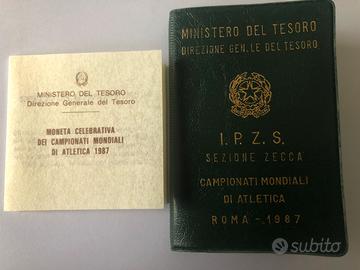 MINISTERO DEL TESORO
Direzione Generale del Tesoro
MONETA CELEBRATIVA
DEI CAMPIONATI MONDIALI
DI ATLETICA 1987
MINISTERO DEL TESORO
DIREZIONE GEN.LE DEL TESORO
I.P.Z.S.
SEZIONE ZECCA
CAMPIONATI MONDIALI
DI ATLETICA
ROMA - 1987
subito